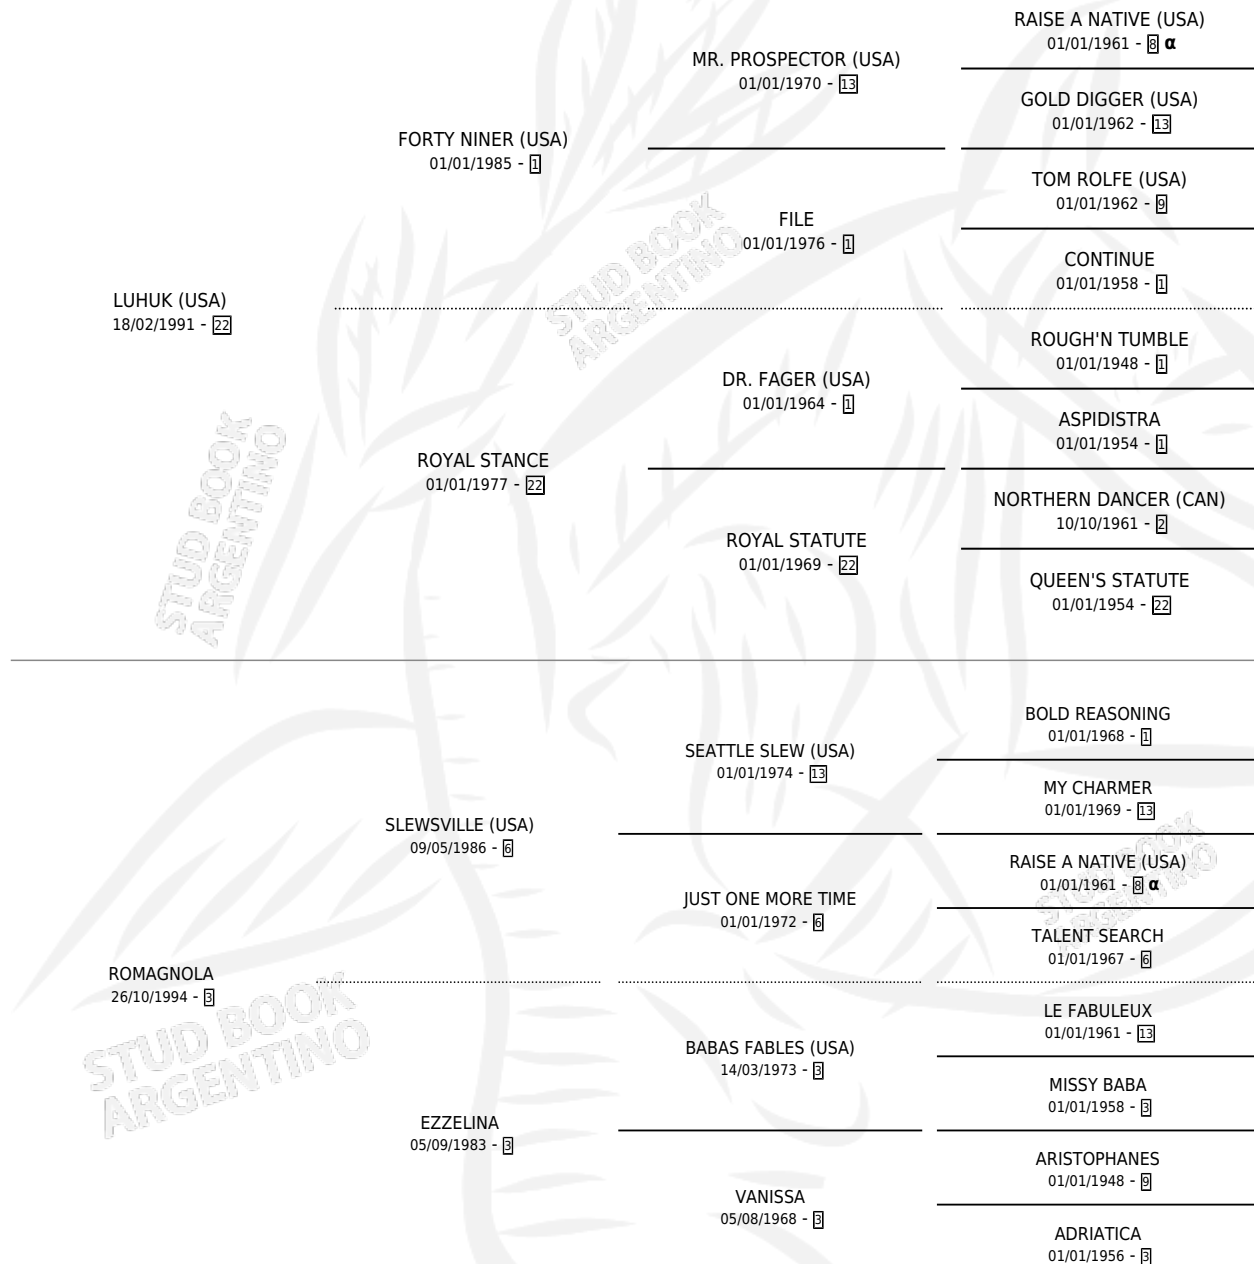 RAISE A NATIVE (USA)
01/01/1961 - 8 α
MR. PROSPECTOR (USA)
01/01/1970 - 13
GOLD DIGGER (USA)
01/01/1962 - 13
FORTY NINER (USA)
01/01/1985 - 1
TOM ROLFE (USA)
01/01/1962 - 9
FILE
01/01/1976 - 1
CONTINUE
01/01/1958 - 1
LUHUK (USA)
18/02/1991 - 22
ROUGH'N TUMBLE
01/01/1948 - 1
DR. FAGER (USA)
01/01/1964 - 1
ASPIDISTRA
01/01/1954 - 1
ROYAL STANCE
01/01/1977 - 22
NORTHERN DANCER (CAN)
10/10/1961 - 2
ROYAL STATUTE
01/01/1969 - 22
QUEEN'S STATUTE
01/01/1954 - 22
BOLD REASONING
01/01/1968 - 1
SEATTLE SLEW (USA)
01/01/1974 - 13
MY CHARMER
01/01/1969 - 13
SLEWSVILLE (USA)
09/05/1986 - 6
RAISE A NATIVE (USA)
01/01/1961 - 8 α
JUST ONE MORE TIME
01/01/1972 - 6
TALENT SEARCH
01/01/1967 - 6
ROMAGNOLA
26/10/1994 - 3
LE FABULEUX
01/01/1961 - 13
BABAS FABLES (USA)
14/03/1973 - 3
MISSY BABA
01/01/1958 - 3
EZZELINA
05/09/1983 - 3
ARISTOPHANES
01/01/1948 - 9
VANISSA
05/08/1968 - 3
ADRIATICA
01/01/1956 - 3
STUD BOOK
ARGENTINO
STUD BOOK
ARGENTINO
STUD BOOK
ARGENTINO
STUD BOOK
ARGENTINO